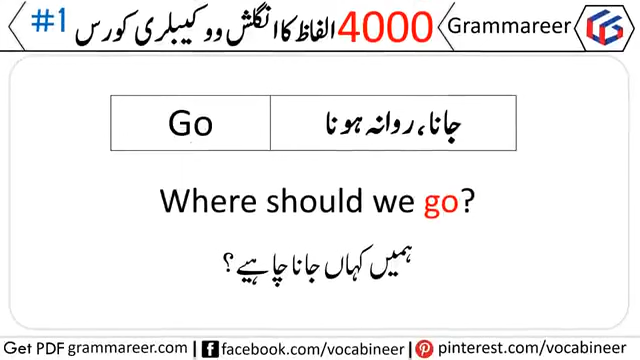 #1 4000 الفاظ کا انگلش ووکیبلری کورس Grammareer
Go جانا، روانہ ہونا
Where should we go?
ہمیں کہاں جانا چاہیے؟
Get PDF grammareer.com | facebook.com/vocabineer | pinterest.com/vocabineer